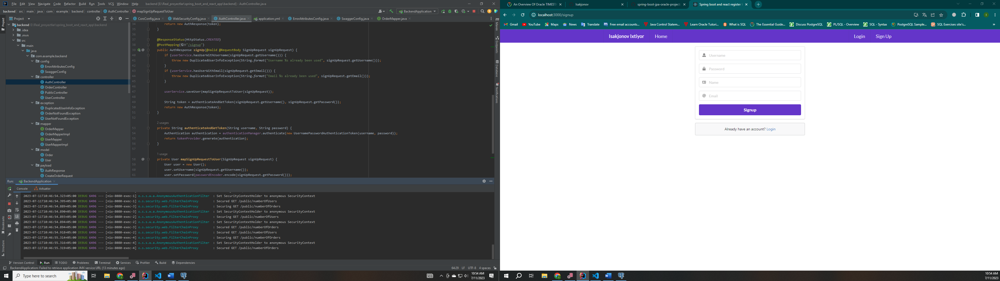 File Edit View Navigate Code Refactor Build Run Tools VCS Window Help backend [E:\Real_proyectlar\spring_boot_and_react_app\backend] - AuthController.java
backend src main java com example backend controller AuthController mapSignUpRequestToUser
BackendApplication
Project
CorsConfig.java WebSecurityConfig.java AuthController.java application.yml ErrorAttributesConfig.java SwaggerConfig.java OrderMapper.java
backend E:\Real_proyectlar\spring_boot_and_react_app\backend
.idea
.mvn
src
main
java
com.example.backend
config
ErrorAttributesConfig
SwaggerConfig
controller
AuthController
OrderController
PublicController
UserController
exception
DuplicatedUserInfoException
OrderNotFoundException
UserNotFoundException
mapper
OrderMapper
OrderMapperImpl
UserMapper
UserMapperImpl
model
Order
User
payload
AuthResponse
CreateOrderRequest
Project
Bookmarks
Structure
34 return new AuthResponse(token);
35 }
36
37 @ResponseStatus(HttpStatus.CREATED)
38 @PostMapping("/signup")
39 public AuthResponse signUp(@Valid @RequestBody SignUpRequest signUpRequest) {
40 if (userService.hasUserWithUsername(signUpRequest.getUsername())) {
41 throw new DuplicatedUserInfoException(String.format("Username %s already been used", signUpRequest.getUsername()));
42 }
43 if (userService.hasUserWithEmail(signUpRequest.getEmail())) {
44 throw new DuplicatedUserInfoException(String.format("Email %s already been used", signUpRequest.getEmail()));
45 }
46
47 userService.saveUser(mapSignUpRequestToUser(signUpRequest));
48
49 String token = authenticateAndGetToken(signUpRequest.getUsername(), signUpRequest.getPassword());
50 return new AuthResponse(token);
51 }
52
2 usages
53 private String authenticateAndGetToken(String username, String password) {
54 Authentication authentication = authenticationManager.authenticate(new UsernamePasswordAuthenticationToken(username, password));
55 return tokenProvider.generate(authentication);
56 }
57
1 usage
58 private User mapSignUpRequestToUser(SignUpRequest signUpRequest) {
59 User user = new User();
60 user.setUsername(signUpRequest.getUsername());
61 user.setPassword(passwordEncoder.encode(signUpRequest.getPassword()));
Maven
Endpoints
Database
Notifications
Run: BackendApplication
Console Actuator
2023-07-11T10:46:54.323+05:00 DEBUG 6496 --- [nio-8080-exec-1] o.s.s.w.a.AnonymousAuthenticationFilter : Set SecurityContextHolder to anonymous SecurityContext
2023-07-11T10:46:54.395+05:00 DEBUG 6496 --- [nio-8080-exec-1] o.s.security.web.FilterChainProxy : Secured GET /public/numberOfUsers
2023-07-11T10:46:54.889+05:00 DEBUG 6496 --- [nio-8080-exec-3] o.s.security.web.FilterChainProxy : Securing GET /public/numberOfOrders
2023-07-11T10:46:54.890+05:00 DEBUG 6496 --- [nio-8080-exec-3] o.s.s.w.a.AnonymousAuthenticationFilter : Set SecurityContextHolder to anonymous SecurityContext
2023-07-11T10:46:54.893+05:00 DEBUG 6496 --- [nio-8080-exec-2] o.s.security.web.FilterChainProxy : Securing GET /public/numberOfUsers
2023-07-11T10:46:54.894+05:00 DEBUG 6496 --- [nio-8080-exec-2] o.s.s.w.a.AnonymousAuthenticationFilter : Set SecurityContextHolder to anonymous SecurityContext
2023-07-11T10:46:54.894+05:00 DEBUG 6496 --- [nio-8080-exec-3] o.s.security.web.FilterChainProxy : Secured GET /public/numberOfOrders
2023-07-11T10:46:54.918+05:00 DEBUG 6496 --- [nio-8080-exec-2] o.s.security.web.FilterChainProxy : Secured GET /public/numberOfUsers
2023-07-11T10:46:55.314+05:00 DEBUG 6496 --- [nio-8080-exec-4] o.s.security.web.FilterChainProxy : Securing GET /public/numberOfOrders
2023-07-11T10:46:55.316+05:00 DEBUG 6496 --- [nio-8080-exec-4] o.s.s.w.a.AnonymousAuthenticationFilter : Set SecurityContextHolder to anonymous SecurityContext
2023-07-11T10:46:55.319+05:00 DEBUG 6496 --- [nio-8080-exec-4] o.s.security.web.FilterChainProxy : Secured GET /public/numberOfOrders
Version Control Run TODO Problems Terminal Services Profiler Build Dependencies
BackendApplication: Failed to retrieve application JMX service URL (13 minutes ago)
64:29 LF UTF-8 4 spaces
Type here to search
10:54 AM
7/11/2023
An Overview Of Oracle TIMEST Isakjonov spring-boot-jpa-oracle-project Spring boot and react register
localhost:3000/signup
Gmail YouTube Maps News Translate Free email accounts... Java Control Statem... Learn Oracle Tutori... What is SQL The Essential Guide... Discuss PostgreSQL PL/SQL - Overview SQL - Syntax PostgreSQL Sample... SQL Exercises site's...
Isakjonov Ixtiyor Home Login Sign Up
Username
Password
Name
Email
Signup
Already have an account? Login
10:54 AM
7/11/2023